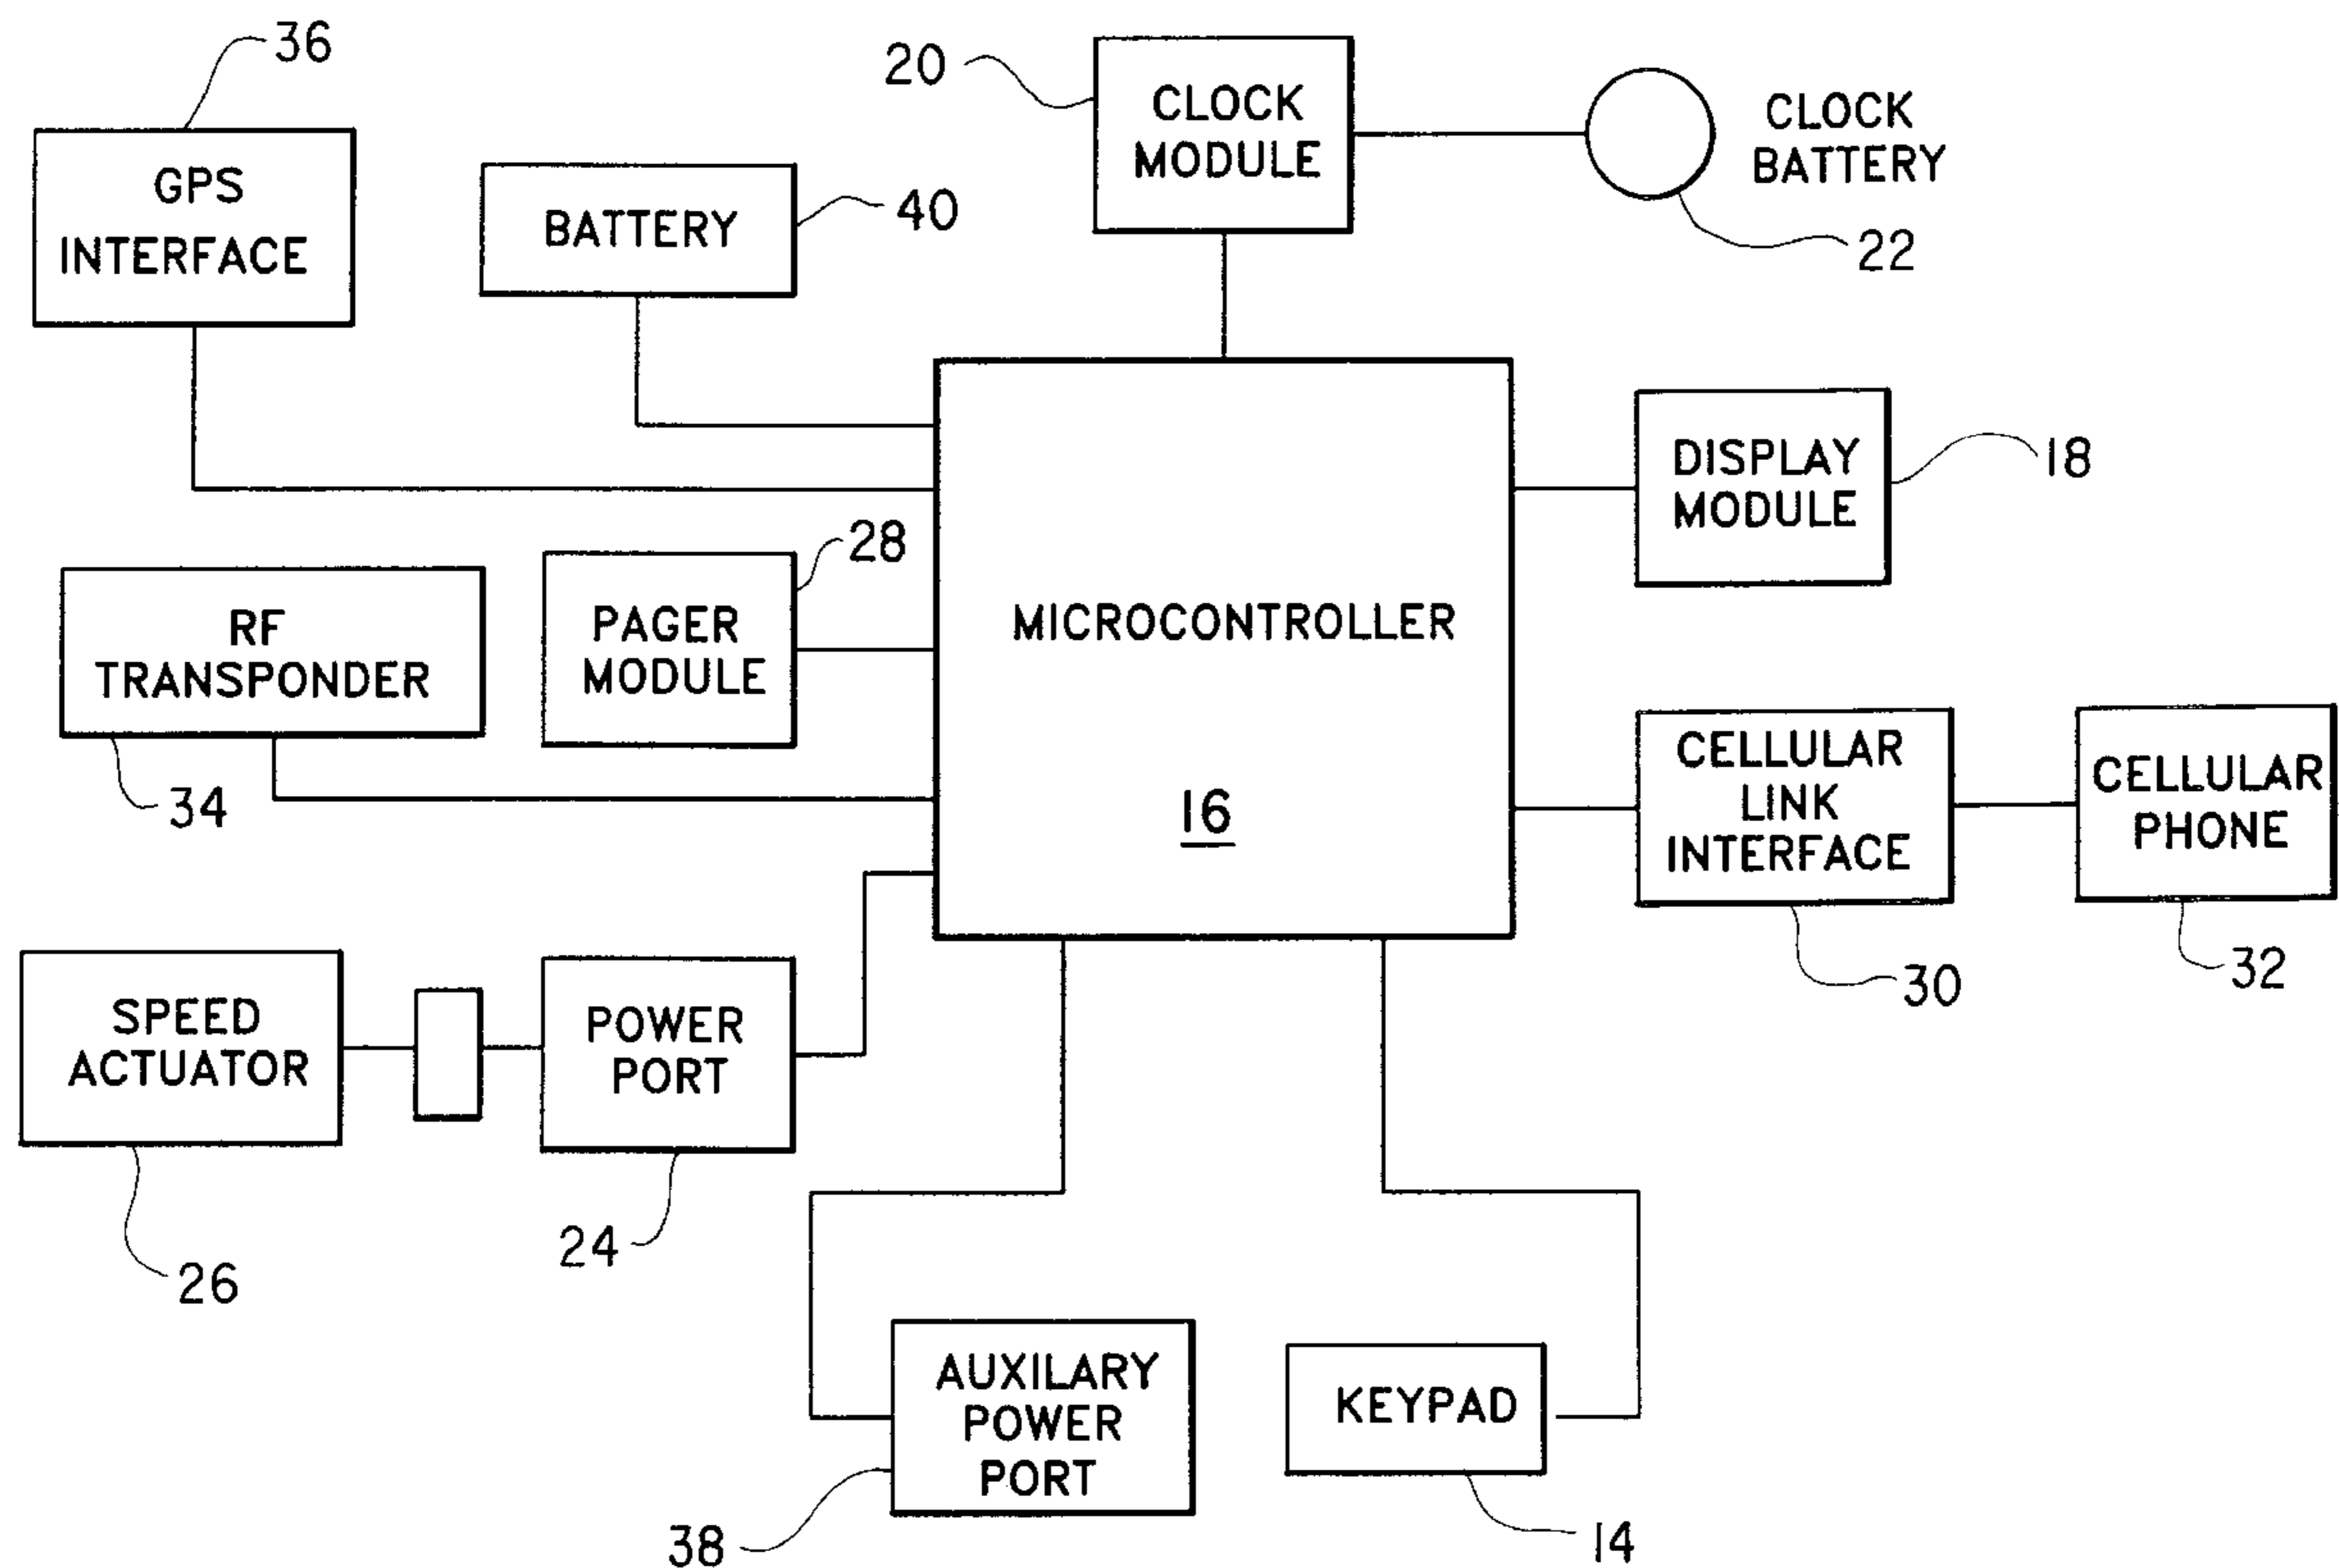 36
GPS
INTERFACE
BATTERY
40
20
CLOCK
MODULE
CLOCK
BATTERY
22
DISPLAY
MODULE
18
28
PAGER
MODULE
RF
TRANSPONDER
34
MICROCONTROLLER
16
CELLULAR
LINK
INTERFACE
30
CELLULAR
PHONE
32
SPEED
ACTUATOR
26
POWER
PORT
24
AUXILARY
POWER
PORT
38
KEYPAD
14